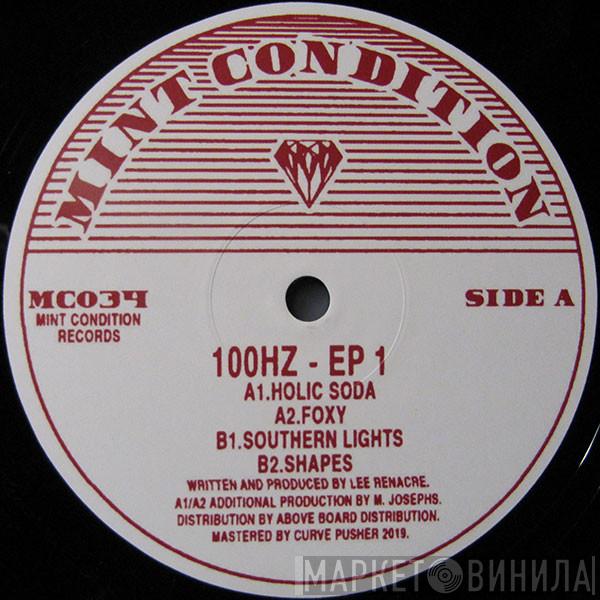 MINT CONDITION
MC034
MINT CONDITION
RECORDS
SIDE A
100HZ - EP 1
A1.HOLIC SODA
A2.FOXY
B1.SOUTHERN LIGHTS
B2.SHAPES
WRITTEN AND PRODUCED BY LEE RENACRE.
A1/A2 ADDITIONAL PRODUCTION BY M. JOSEPHS.
DISTRIBUTION BY ABOVE BOARD DISTRIBUTION.
MASTERED BY CURVE PUSHER 2019.
МАРКЕТ ВИНИЛА